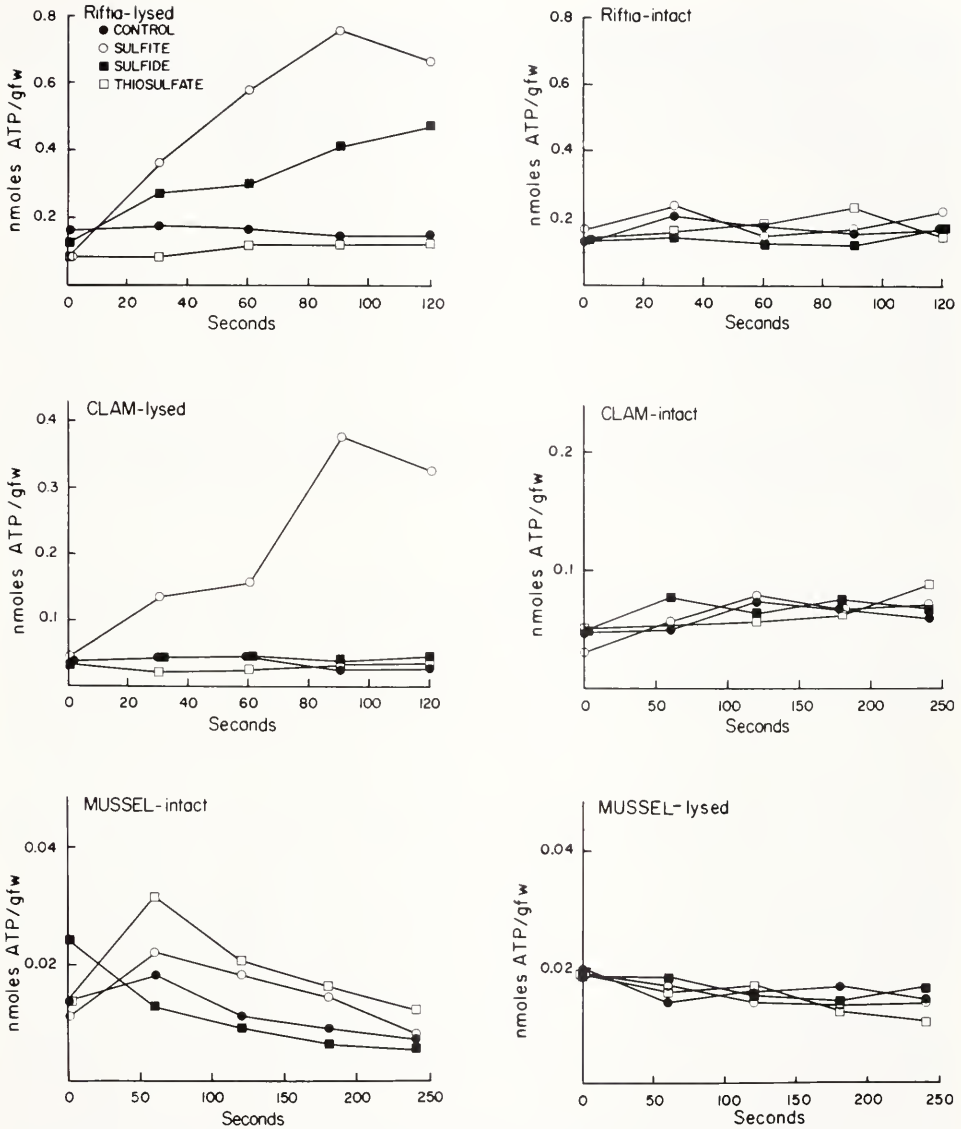 Riftia-lysed
CONTROL
SULFITE
SULFIDE
THIOSULFATE
0.8
0.6
0.4
0.2
nmoles ATP/gfw
0 20 40 60 80 100 120
Seconds
Riftia-intact
0.8
0.6
0.4
0.2
nmoles ATP/gfw
0 20 40 60 80 100 120
Seconds
CLAM-lysed
0.4
0.3
0.2
0.1
nmoles ATP/gfw
0 20 40 60 80 100 120
Seconds
CLAM-intact
0.2
0.1
nmoles ATP/gfw
0 50 100 150 200 250
Seconds
MUSSEL-intact
0.04
0.02
nmoles ATP/gfw
0 50 100 150 200 250
Seconds
MUSSEL-lysed
0.04
0.02
nmoles ATP/gfw
0 50 100 150 200 250
Seconds